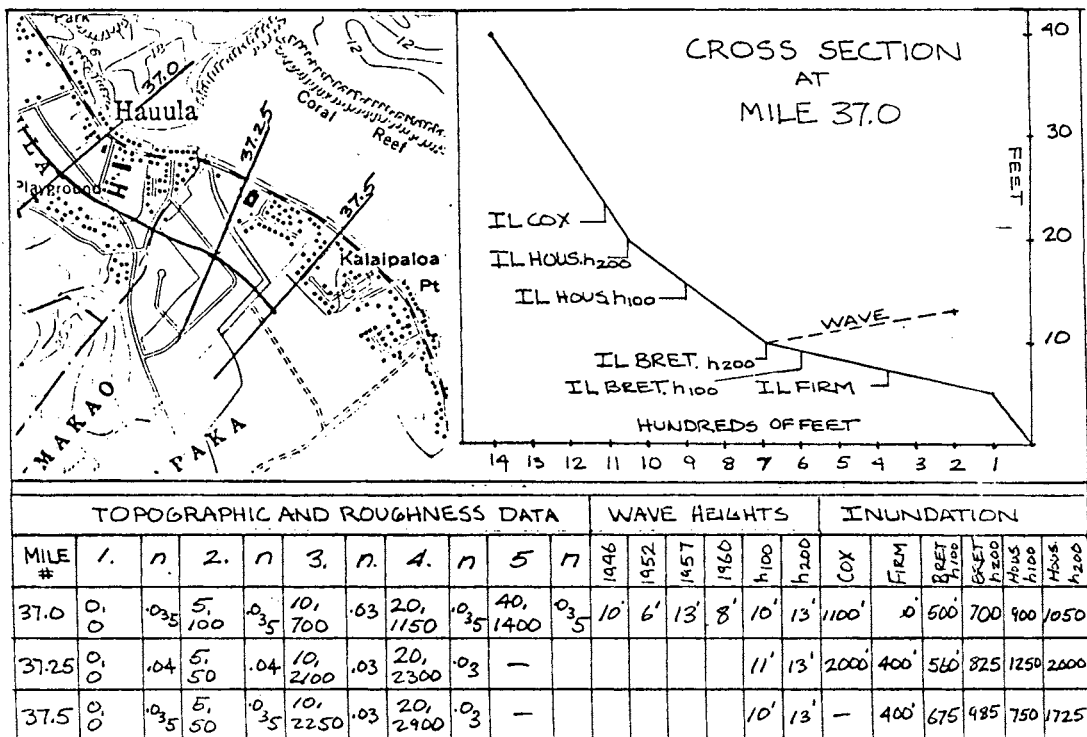 Park
12
12
12
37.0
Hauula
Coral
Reef
37.25
37.5
LA
HI
Playground
Kalaipaloa
Pt
MAKAO
PAKA
CROSS SECTION
AT
MILE 37.0
40
30
FEET
20
10
IL COX
IL HOUS. h200
IL HOUS h100
WAVE
IL BRET. h200
IL BRET. h100
IL FIRM
HUNDREDS OF FEET
14 13 12 11 10 9 8 7 6 5 4 3 2 1
TOPOGRAPHIC AND ROUGHNESS DATA WAVE HEIGHTS INUNDATION
MILE # 1. n. 2. n 3. n. 4. n 5 n 1946 1952 1957 1960 h100 h200 COX FIRM BRET h100 BRET h200 HOUS. h100 HOUS. h200
37.0 0, 0 .035 5, 100 .035 10, 700 .03 20, 1150 .035 40, 1400 .035 10' 6' 13' 8' 10' 13' 1100' 500' 700 900 1050
37.25 0, 0 .04 5, 50 .04 10, 2100 .03 20, 2300 .03 — 11' 13' 2000' 400' 560' 825 1250 2000
37.5 0, 0 .035 5, 50 .035 10, 2250 .03 20, 2900 .03 — 10' 13' — 400' 675 985 750 1725